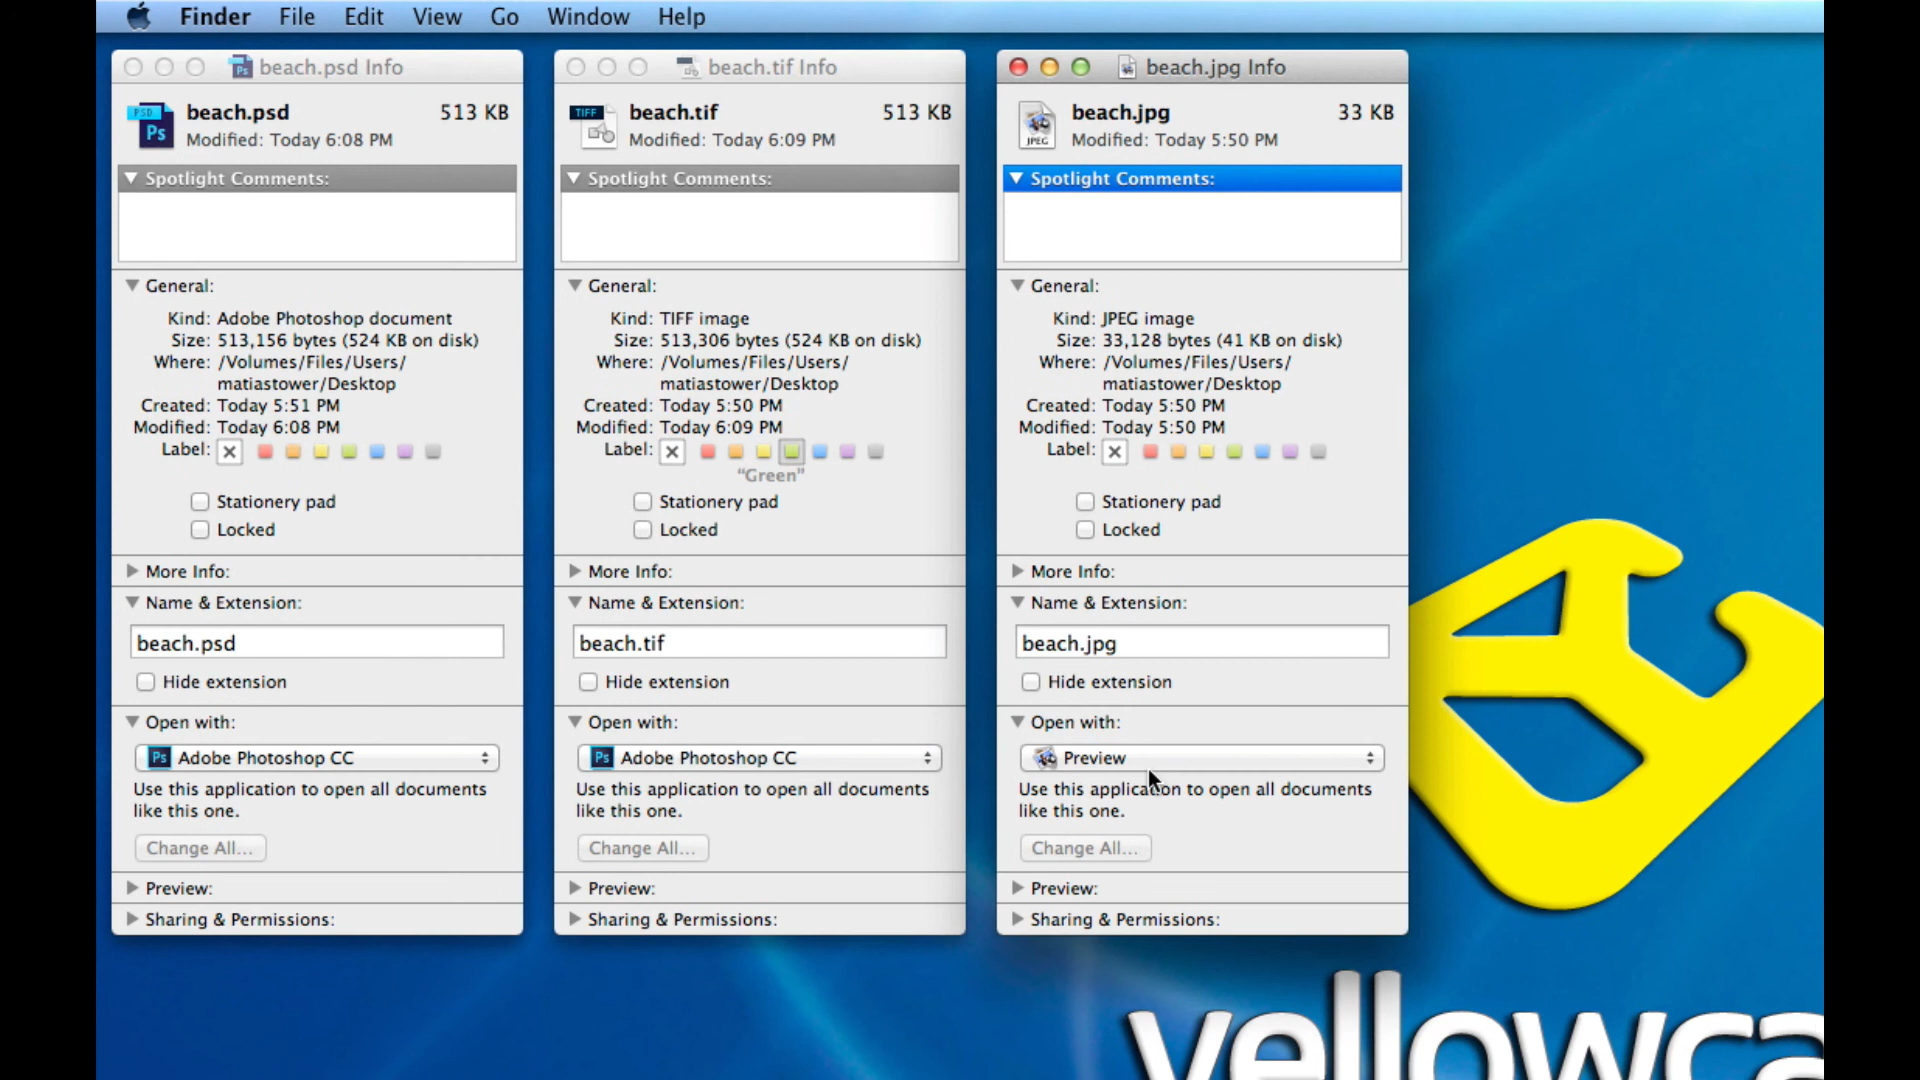 Finder File Edit View Go Window Help
beach.psd Info
PSD
Ps
beach.psd 513 KB
Modified: Today 6:08 PM
Spotlight Comments:
General:
Kind: Adobe Photoshop document
Size: 513,156 bytes (524 KB on disk)
Where: /Volumes/Files/Users/
matiastower/Desktop
Created: Today 5:51 PM
Modified: Today 6:08 PM
Label:
Stationery pad
Locked
More Info:
Name & Extension:
beach.psd
Hide extension
Open with:
Ps Adobe Photoshop CC
Use this application to open all documents
like this one.
Change All...
Preview:
Sharing & Permissions:
beach.tif Info
TIFF
beach.tif 513 KB
Modified: Today 6:09 PM
Spotlight Comments:
General:
Kind: TIFF image
Size: 513,306 bytes (524 KB on disk)
Where: /Volumes/Files/Users/
matiastower/Desktop
Created: Today 5:50 PM
Modified: Today 6:09 PM
Label:
“Green”
Stationery pad
Locked
More Info:
Name & Extension:
beach.tif
Hide extension
Open with:
Ps Adobe Photoshop CC
Use this application to open all documents
like this one.
Change All...
Preview:
Sharing & Permissions:
beach.jpg Info
JPEG
beach.jpg 33 KB
Modified: Today 5:50 PM
Spotlight Comments:
General:
Kind: JPEG image
Size: 33,128 bytes (41 KB on disk)
Where: /Volumes/Files/Users/
matiastower/Desktop
Created: Today 5:50 PM
Modified: Today 5:50 PM
Label:
Stationery pad
Locked
More Info:
Name & Extension:
beach.jpg
Hide extension
Open with:
Preview
Use this application to open all documents
like this one.
Change All...
Preview:
Sharing & Permissions:
yellowca